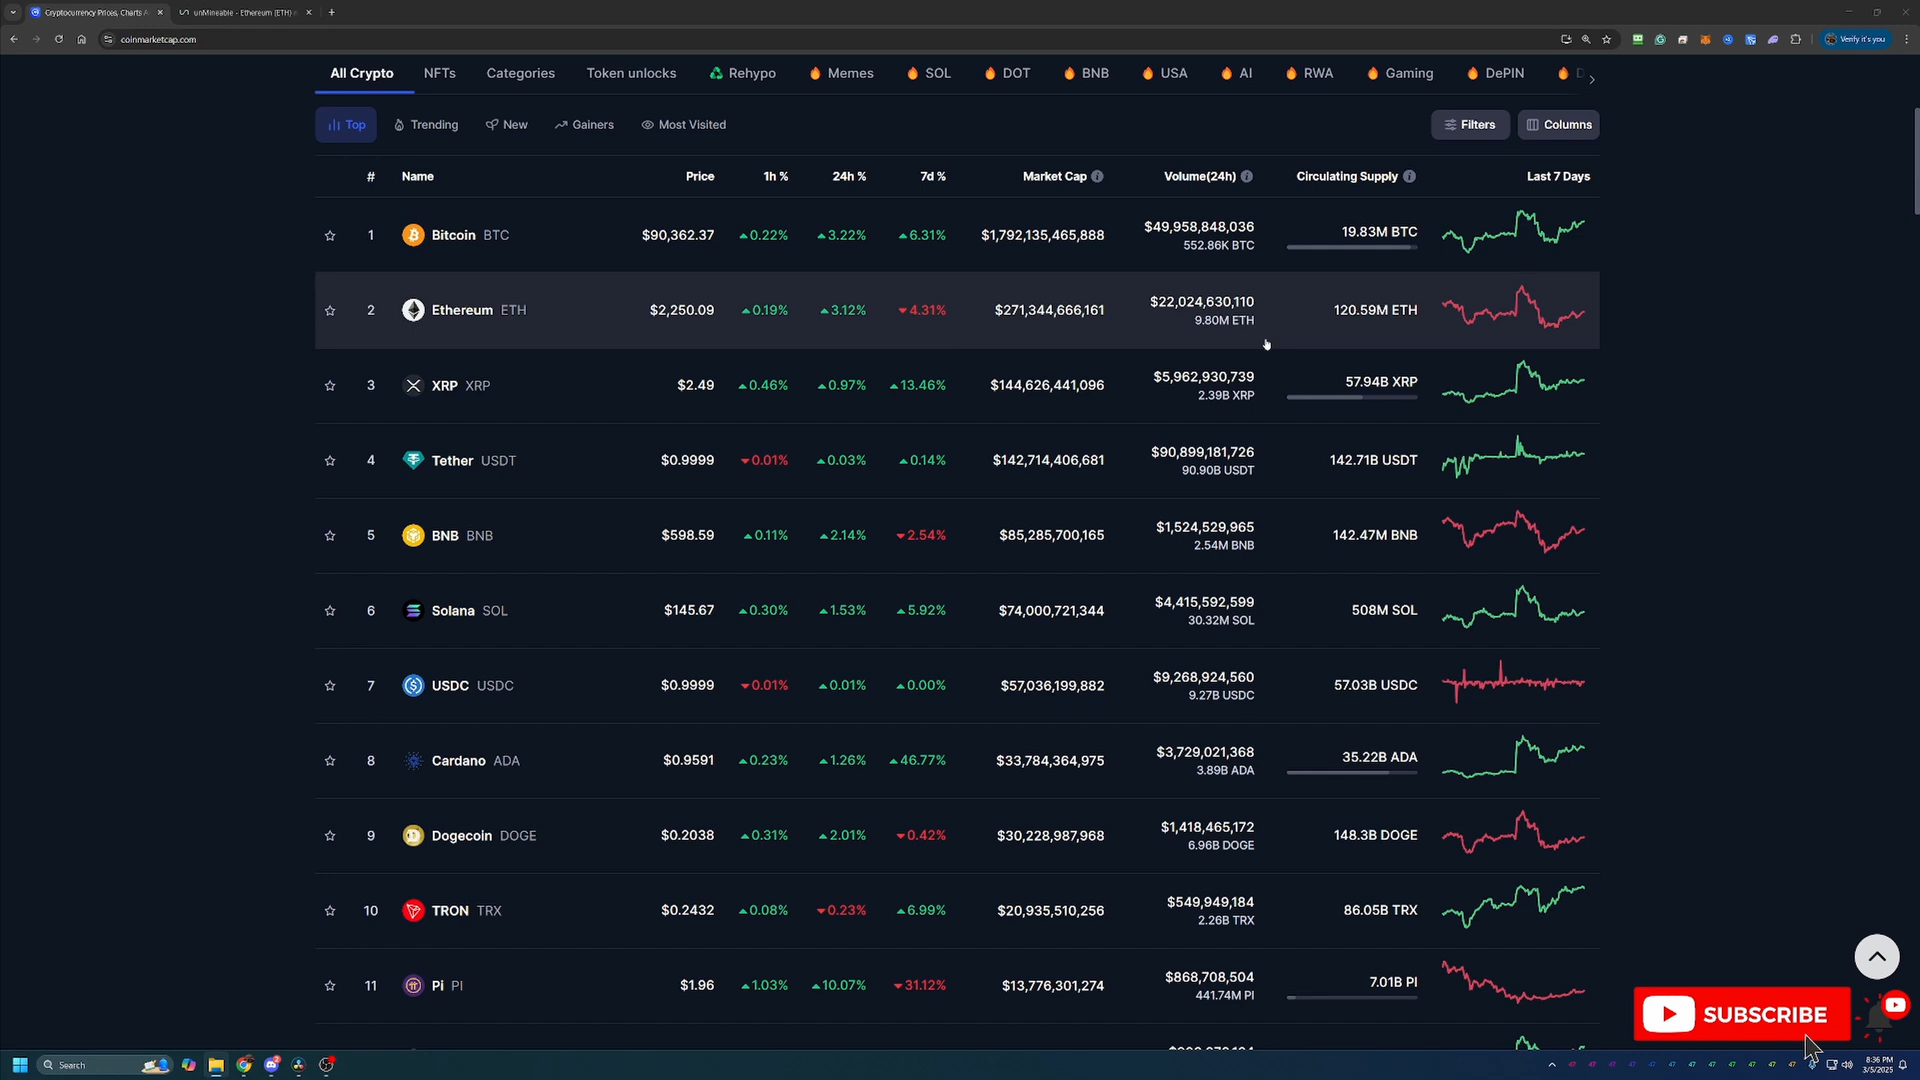 Cryptocurrency Prices, Charts A
unMineable - Ethereum (ETH)
coinmarketcap.com
Verify it's you
All Crypto NFTs Categories Token unlocks Rehypo Memes SOL DOT BNB USA AI RWA Gaming DePIN
Top Trending New Gainers Most Visited Filters Columns
# Name Price 1h % 24h % 7d % Market Cap Volume(24h) Circulating Supply Last 7 Days
1 Bitcoin BTC $90,362.37 0.22% 3.22% 6.31% $1,792,135,465,888 $49,958,848,036 19.83M BTC
552.86K BTC
2 Ethereum ETH $2,250.09 0.19% 3.12% 4.31% $271,344,666,161 $22,024,630,110 120.59M ETH
9.80M ETH
3 XRP XRP $2.49 0.46% 0.97% 13.46% $144,626,441,096 $5,962,930,739 57.94B XRP
2.39B XRP
4 Tether USDT $0.9999 0.01% 0.03% 0.14% $142,714,406,681 $90,899,181,726 142.71B USDT
90.90B USDT
5 BNB BNB $598.59 0.11% 2.14% 2.54% $85,285,700,165 $1,524,529,965 142.47M BNB
2.54M BNB
6 Solana SOL $145.67 0.30% 1.53% 5.92% $74,000,721,344 $4,415,592,599 508M SOL
30.32M SOL
7 USDC USDC $0.9999 0.01% 0.01% 0.00% $57,036,199,882 $9,268,924,560 57.03B USDC
9.27B USDC
8 Cardano ADA $0.9591 0.23% 1.26% 46.77% $33,784,364,975 $3,729,021,368 35.22B ADA
3.89B ADA
9 Dogecoin DOGE $0.2038 0.31% 2.01% 0.42% $30,228,987,968 $1,418,465,172 148.3B DOGE
6.96B DOGE
10 TRON TRX $0.2432 0.08% 0.23% 6.99% $20,935,510,256 $549,949,184 86.05B TRX
2.26B TRX
11 Pi PI $1.96 1.03% 10.07% 31.12% $13,776,301,274 $868,708,504 7.01B PI
441.74M PI
SUBSCRIBE
Search
8:36 PM
3/5/2025